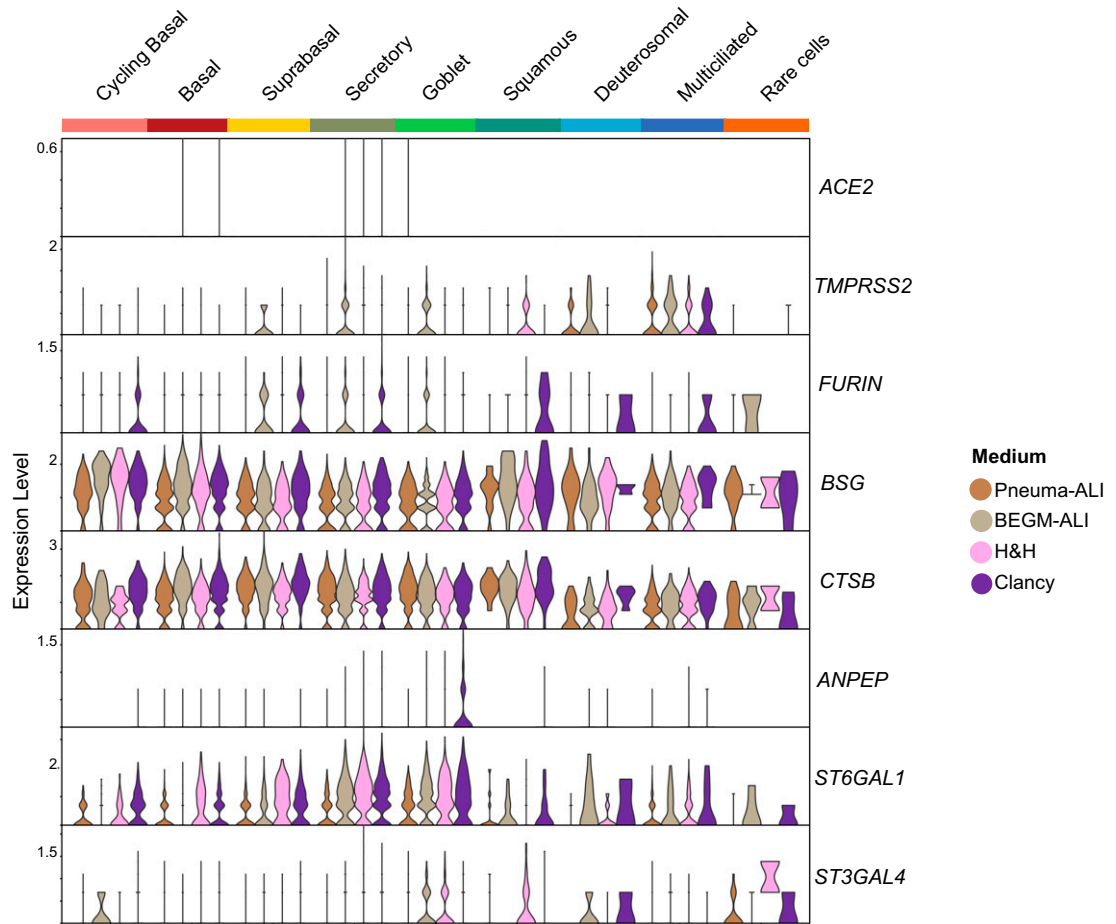 Cycling Basal
Basal
Suprabasal
Secretory
Goblet
Squamous
Deuterosomal
Multiciliated
Rare cells
0.6
ACE2
2
TMPRSS2
1.5
FURIN
2
BSG
3
CTSB
1.5
ANPEP
2
ST6GAL1
1.5
ST3GAL4
Expression Level
Medium
Pneuma-ALI
BEGM-ALI
H&H
Clancy